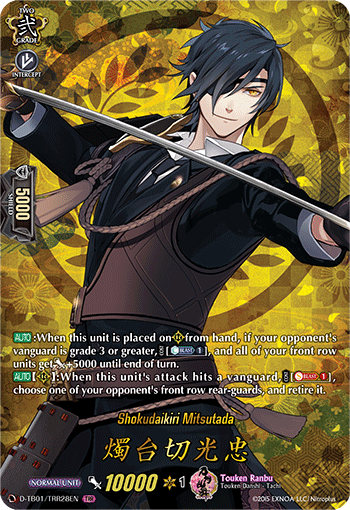 TWO
弐
GRADE
INTERCEPT
5000
SHIELD
AUTO:When this unit is placed on from hand, if your opponent's
vanguard is grade 3 or greater, [BLAST 1], and all of your front row
units get +5000 until end of turn.
AUTO【 】:When this unit's attack hits a vanguard, [BLAST 1],
choose one of your opponent's front row rear-guards, and retire it.
Shokudaikiri Mitsutada
燭台切光忠
NORMAL UNIT
10000
1
Touken Ranbu
Touken Danshi - Tachi
D-TB01/TRR28EN TRR
©2015 EXNOA LLC/Nitroplus